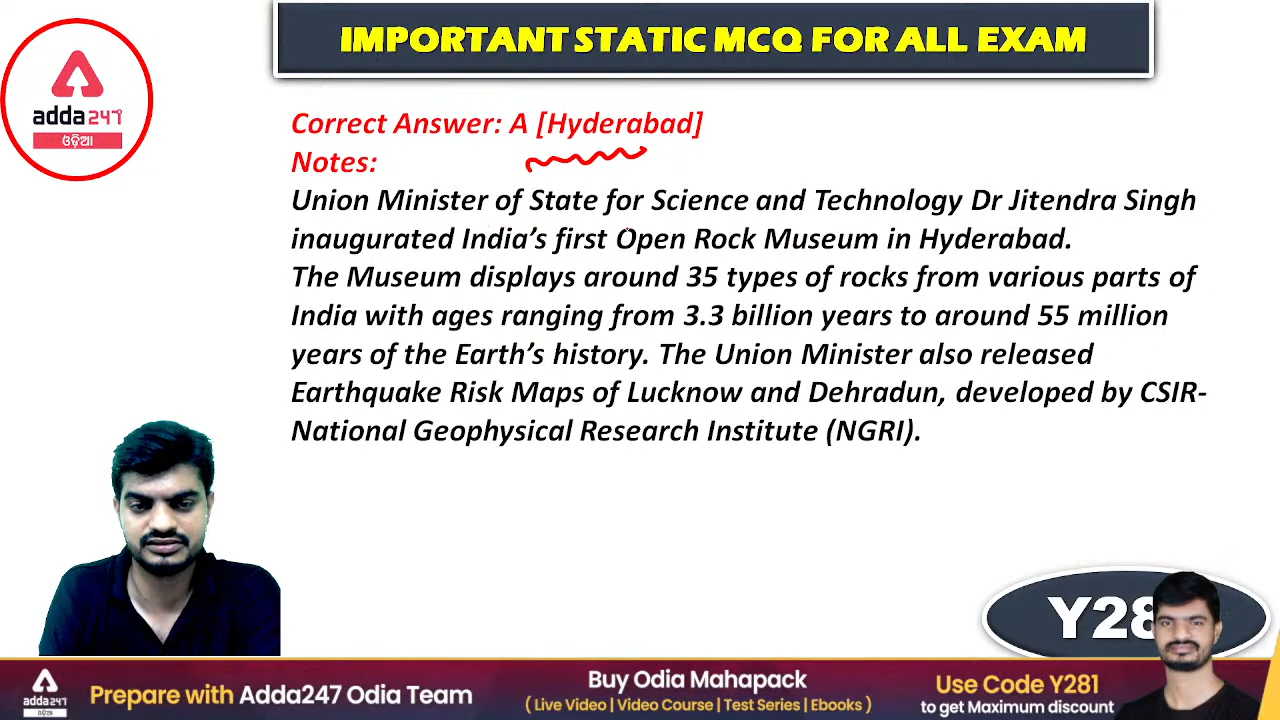 IMPORTANT STATIC MCQ FOR ALL EXAM
adda247
ଓଡ଼ିଆ
Correct Answer: A [Hyderabad]
Notes:
Union Minister of State for Science and Technology Dr Jitendra Singh
inaugurated India's first Open Rock Museum in Hyderabad.
The Museum displays around 35 types of rocks from various parts of
India with ages ranging from 3.3 billion years to around 55 million
years of the Earth's history. The Union Minister also released
Earthquake Risk Maps of Lucknow and Dehradun, developed by CSIR-
National Geophysical Research Institute (NGRI).
Y28
adda247
ଓଡ଼ିଆ
Prepare with Adda247 Odia Team
Buy Odia Mahapack
( Live Video | Video Course | Test Series | Ebooks )
Use Code Y281
to get Maximum discount